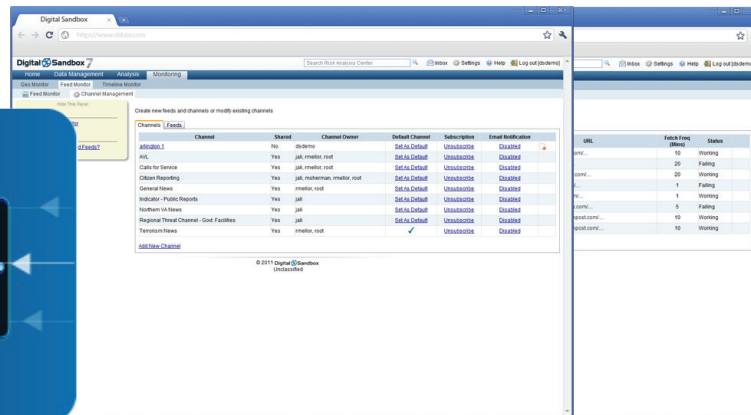 Digital Sandbox
https://www.dsbox.com
Digital Sandbox 7
Search Risk Analysis Center
Inbox Settings Help Log out [dsdemo]
Home Data Management Analysis Monitoring
Geo Monitor Feed Monitor Timeline Monitor
Feed Monitor Channel Management
Hide This Panel
d Feeds?
Create new feeds and channels or modify existing channels
Channels Feeds
Channel Shared Channel Owner Default Channel Subscription Email Notification
arlington 1 No dsdemo Set As Default Unsubscribe Disabled
AVL Yes jali, rmellor, root Set As Default Unsubscribe Disabled
Calls for Service Yes jali, rmellor, root Set As Default Unsubscribe Disabled
Citizen Reporting Yes jali, msherman, rmellor, root Set As Default Unsubscribe Disabled
General News Yes rmellor, root Set As Default Unsubscribe Disabled
Indicator - Public Reports Yes jali Set As Default Unsubscribe Disabled
Northern VA News Yes jali Set As Default Unsubscribe Disabled
Regional Threat Channel - Govt. Facilities Yes jali Set As Default Unsubscribe Disabled
Terrorism News Yes rmellor, root ✓ Unsubscribe Disabled
Add New Channel
© 2011 Digital Sandbox
Unclassified
Inbox Settings Help Log out [dsdemo
URL Fetch Freq (Mins) Status
om/... 10 Working
20 Failing
.com/... 20 Working
/... 1 Failing
1 Working
.com/... 5 Failing
post.com/... 10 Working
post.com/... 10 Working